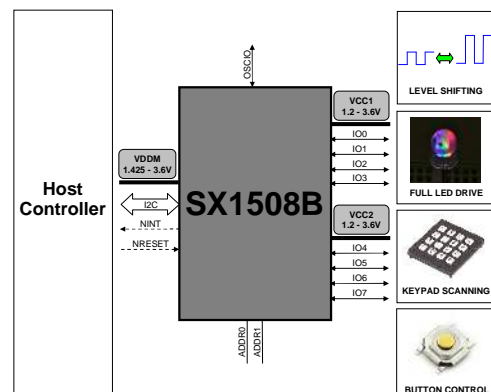 OSCIO
VCC1
1.2 - 3.6V
IO0
IO1
IO2
IO3
VDDM
1.425 - 3.6V
Host
Controller
I2C
NINT
NRESET
SX1508B
VCC2
1.2 - 3.6V
IO4
IO5
IO6
IO7
ADDR0
ADDR1
LEVEL SHIFTING
FULL LED DRIVE
KEYPAD SCANNING
BUTTON CONTROL